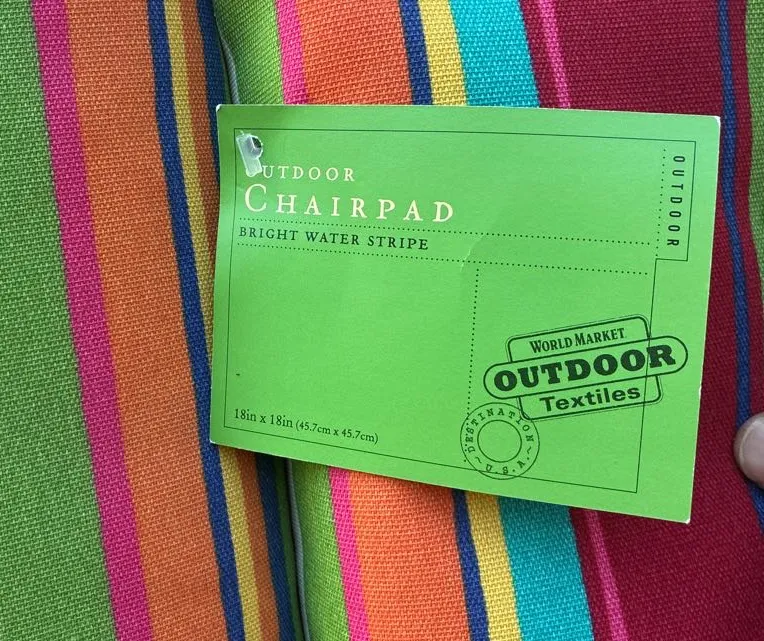 OUTDOOR
CHAIRPAD
BRIGHT WATER STRIPE
OUTDOOR
WORLD MARKET
OUTDOOR
Textiles
18in x 18in (45.7cm x 45.7cm)
DESTINATION
~ U.S.A. ~